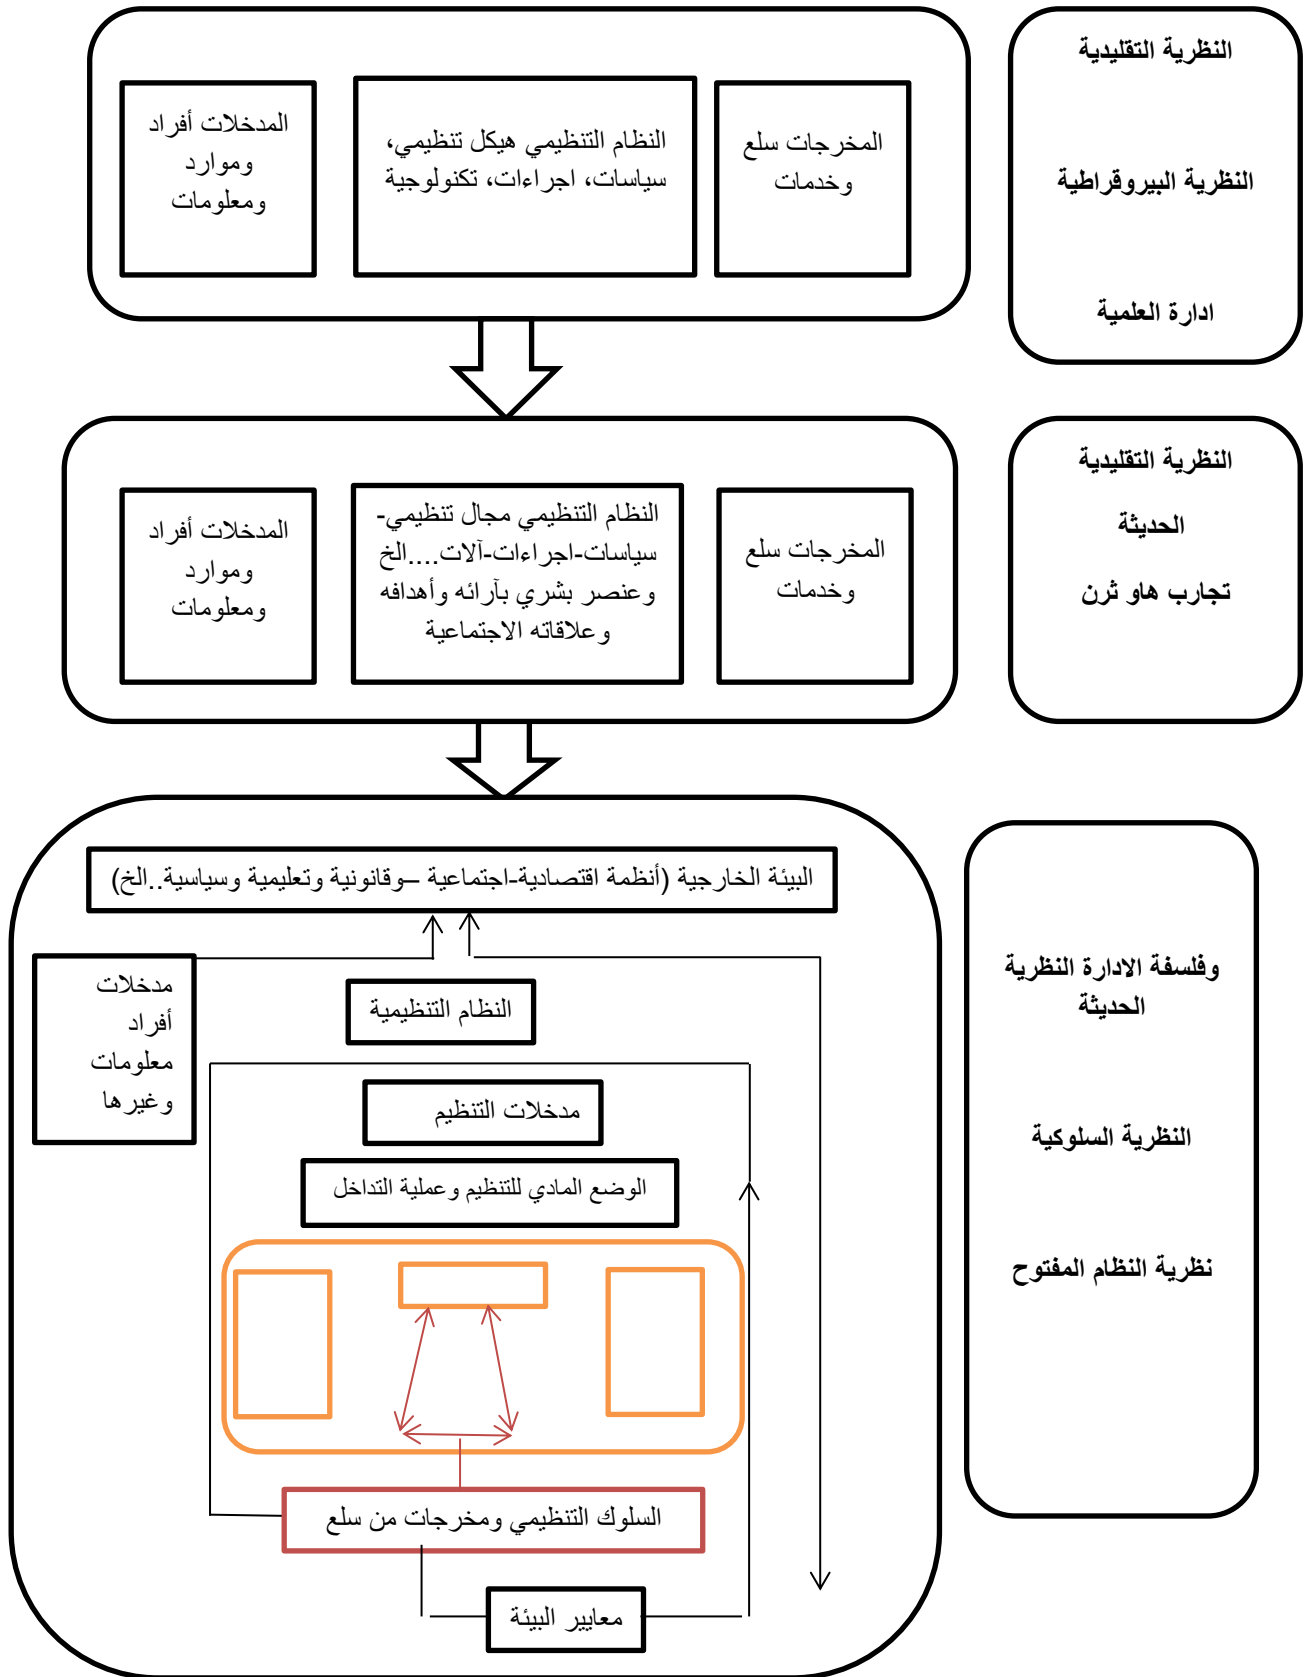 النظرية التقليدية
النظرية البيروقراطية
ادارة العلمية
المخرجات سلع
وخدمات
النظام التنظيمي هيكل تنظيمي،
سياسات، اجراءات، تكنولوجية
المدخلات أفراد
وموارد
ومعلومات
النظرية التقليدية
الحديثة
تجارب هاو ثرن
المخرجات سلع
وخدمات
النظام التنظيمي مجال تنظيمي-
سياسات-اجراءات-آلات....الخ
وعنصر بشري بآرائه وأهدافه
وعلاقاته الاجتماعية
المدخلات أفراد
وموارد
ومعلومات
وفلسفة الادارة النظرية
الحديثة
النظرية السلوكية
نظرية النظام المفتوح
البيئة الخارجية (أنظمة اقتصادية-اجتماعية –وقانونية وتعليمية وسياسية..الخ)
مدخلات
أفراد
معلومات
وغيرها
النظام التنظيمية
مدخلات التنظيم
الوضع المادي للتنظيم وعملية التداخل
السلوك التنظيمي ومخرجات من سلع
معايير البيئة